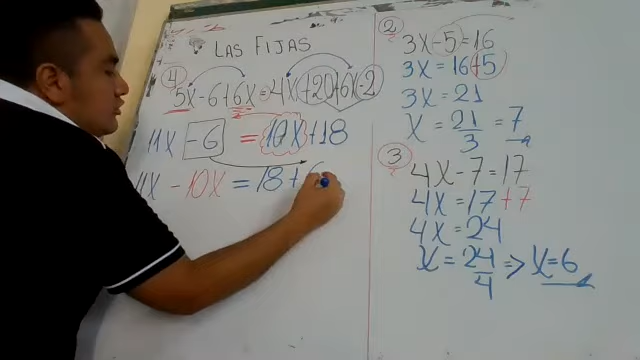 LAS FIJAS
4
5X-6+6X=4X+20+6X-2
11X-6=10X+18
11X-10X=18+6
2
3X-5=16
3X=16+5
3X=21
X=21/3=7
3
4X-7=17
4X=17+7
4X=24
X=24/4=>X=6